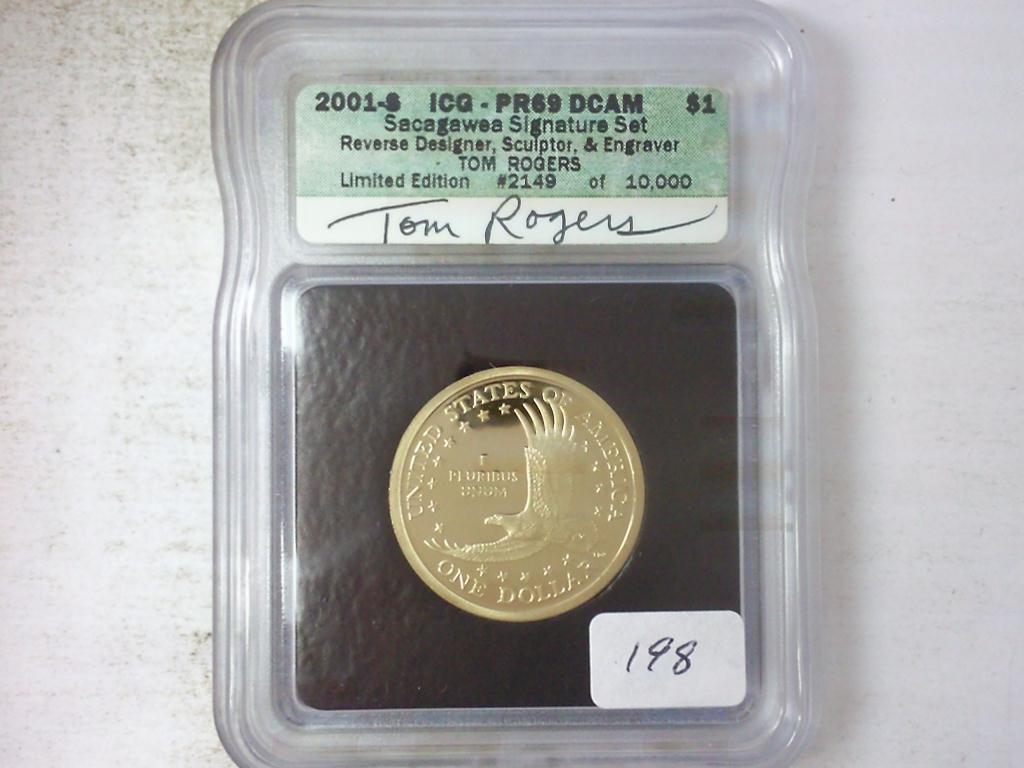 2001-S ICG - PR69 DCAM $1
Sacagawea Signature Set
Reverse Designer, Sculptor, & Engraver
TOM ROGERS
Limited Edition #2149 of 10,000
Tom Rogers
UNITED STATES OF AMERICA
E
PLURIBUS
UNUM
ONE DOLLAR
198